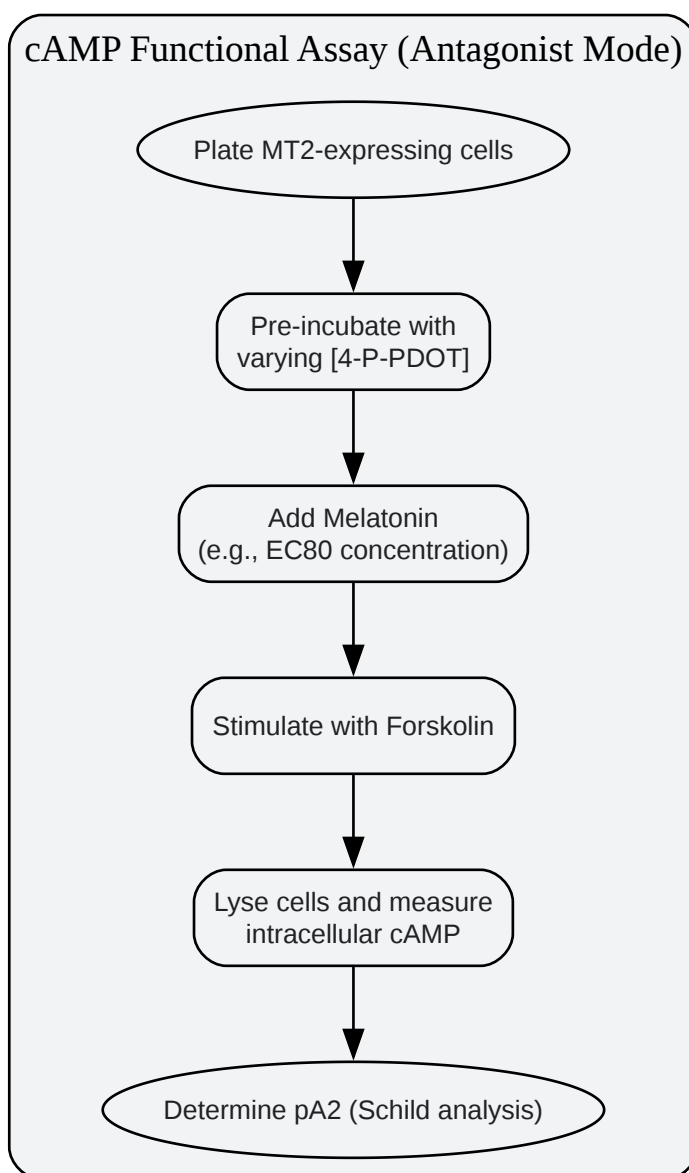 cAMP Functional Assay (Antagonist Mode)
Plate MT2-expressing cells
Pre-incubate with
varying [4-P-PDOT]
Add Melatonin
(e.g., EC80 concentration)
Stimulate with Forskolin
Lyse cells and measure
intracellular cAMP
Determine pA2 (Schild analysis)